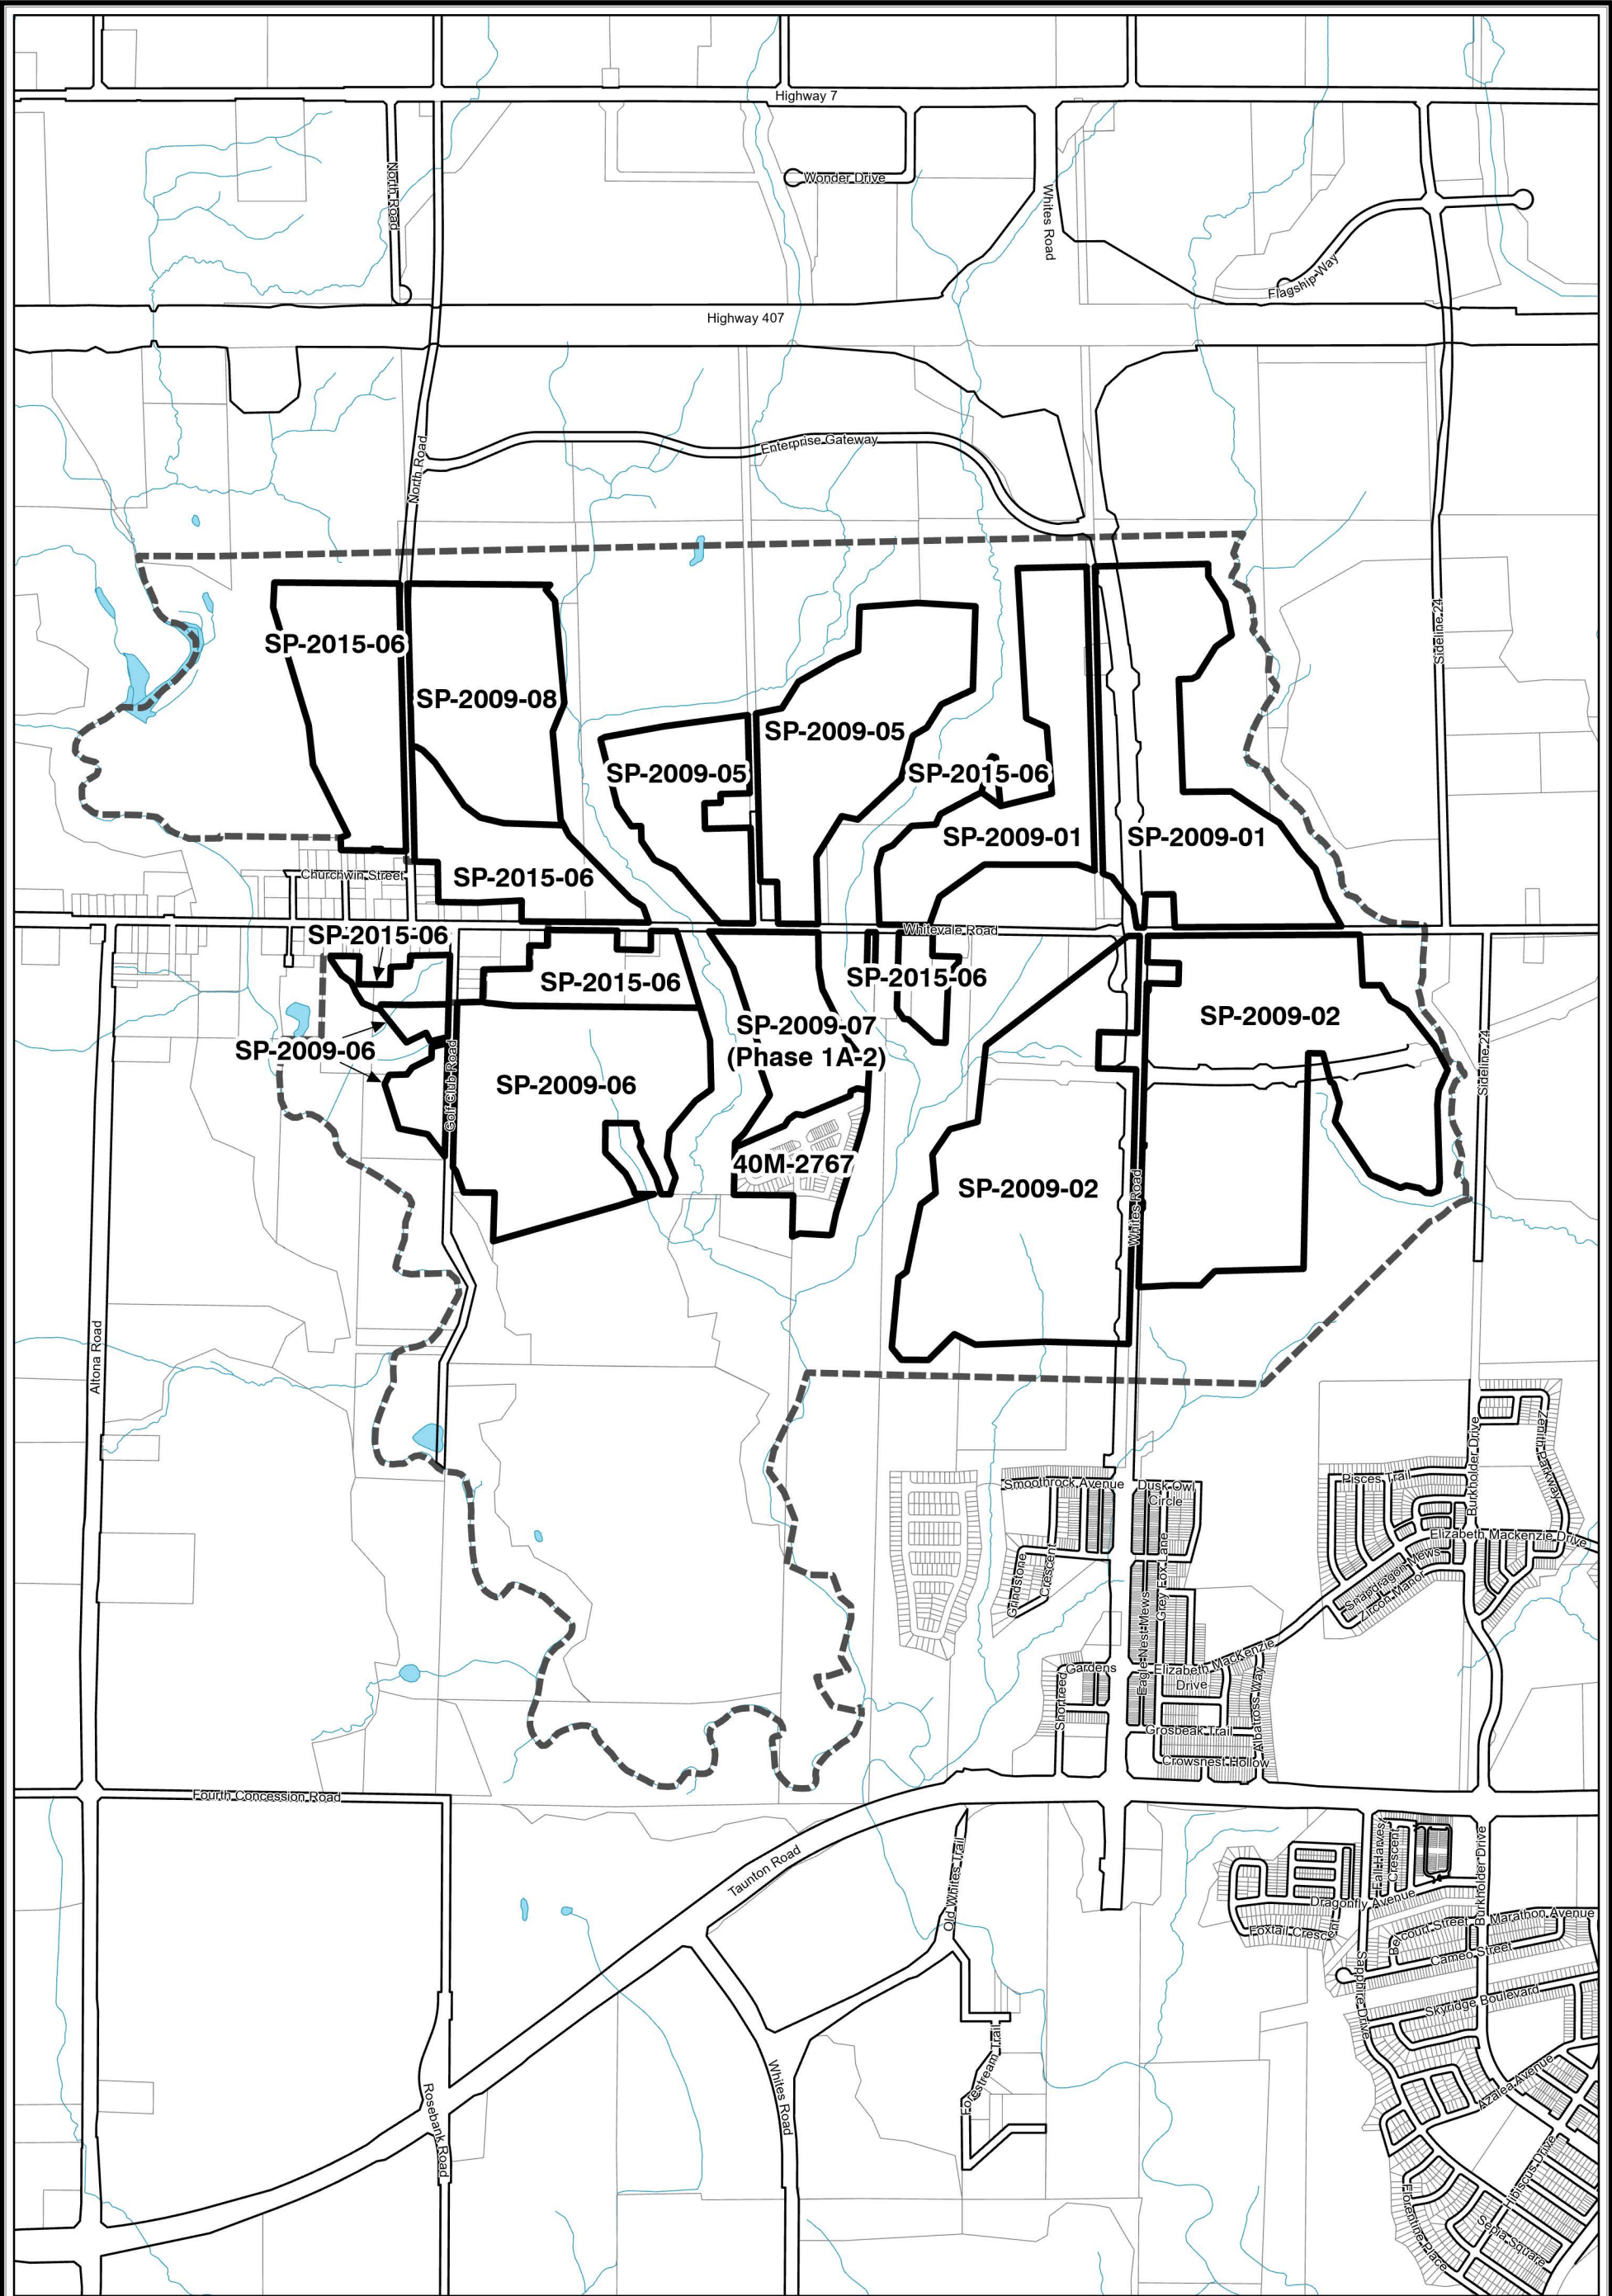 Highway 7
Wonder Drive
North Road
Whites Road
Flagship Way
Highway 407
Enterprise Gateway
North Road
Sideline 24
SP-2015-06
SP-2009-08
SP-2009-05
SP-2009-05
SP-2015-06
SP-2009-01
SP-2009-01
SP-2015-06
Churchwin Street
Whitevale Road
SP-2015-06
SP-2015-06
SP-2015-06
SP-2009-07
(Phase 1A-2)
SP-2009-02
SP-2009-06
SP-2009-06
Golf Club Road
Sideline 24
40M-2767
SP-2009-02
Whites Road
Altona Road
Smoothrock Avenue
Dusk Owl
Circle
Pisces Trail
Burkholder Drive
Zenith Parkway
Elizabeth Mackenzie Drive
Grindstone
Crescent
Grey Fox Lane
Snapdragon Mews
Zircon Manor
Eagle Nest Mews
Gardens
Shortreed
Elizabeth Mackenzie
Drive
Albatross Way
Grosbeak Trail
Crowsnest Hollow
Fourth Concession Road
Taunton Road
Old Whites Trail
Fall Harvest
Crescent
Burkholder Drive
Dragonfly Avenue
Foxtail Crescent
Belcourt Street
Marathon Avenue
Cameo Street
Sapphire Drive
Skyridge Boulevard
Forestream Trail
Whites Road
Rosebank Road
Azalea Avenue
Hibiscus Drive
Florentine Place
Sepia Square